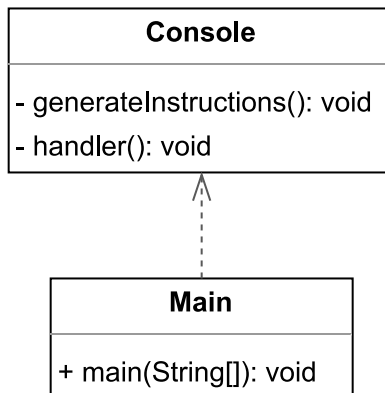 Console
- generateInstructions(): void
- handler(): void
Main
+ main(String[]): void